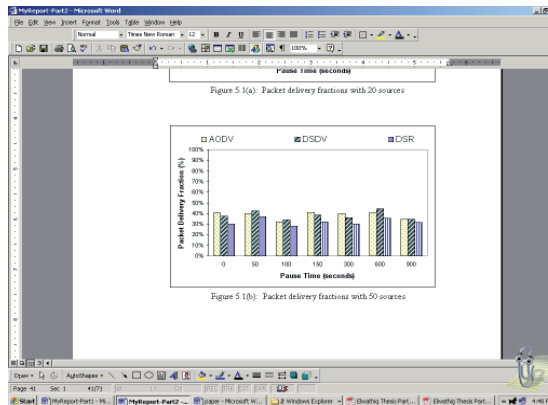 MyReport-Part2 - Microsoft Word
File Edit View Insert Format Tools Table Window Help
Normal Times New Roman 12 B I U
100%
Pause Time (seconds)
Figure 5.1(a): Packet delivery fractions with 20 sources
AODV DSDV DSR
Packet Delivery Fraction (%)
100%
90%
80%
70%
60%
50%
40%
30%
20%
10%
0%
0 50 100 150 300 600 900
Pause Time (seconds)
Figure 5.1(b): Packet delivery fractions with 50 sources
Draw AutoShapes
Page 41 Sec 1 41/71
REC TRK EXT OVR
Start MyReport-Part1 - Mi... MyReport-Part2 -... paper - Microsoft W... 2 Windows Explorer Elwathiq Thesis Part... Elwathiq Thesis Part...